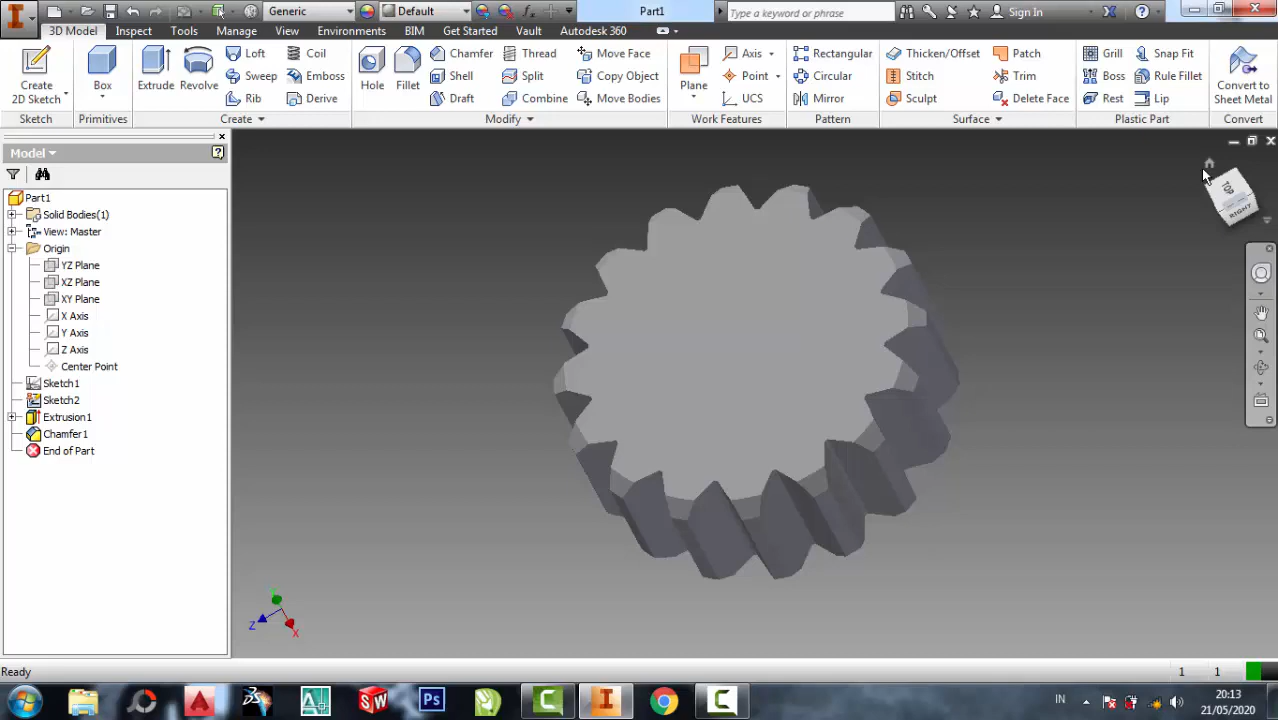 Generic
Default
fx
Part1
Type a keyword or phrase
Sign In
3D Model
Inspect
Tools
Manage
View
Environments
BIM
Get Started
Vault
Autodesk 360
Create
2D Sketch
Box
Extrude
Revolve
Loft
Coil
Sweep
Emboss
Rib
Derive
Hole
Fillet
Chamfer
Thread
Move Face
Shell
Split
Copy Object
Draft
Combine
Move Bodies
Plane
Axis
Point
UCS
Rectangular
Circular
Mirror
Thicken/Offset
Patch
Stitch
Trim
Sculpt
Delete Face
Grill
Snap Fit
Boss
Rule Fillet
Rest
Lip
Convert to
Sheet Metal
Sketch
Primitives
Create
Modify
Work Features
Pattern
Surface
Plastic Part
Convert
Model
Part1
Solid Bodies(1)
View: Master
Origin
YZ Plane
XZ Plane
XY Plane
X Axis
Y Axis
Z Axis
Center Point
Sketch1
Sketch2
Extrusion1
Chamfer1
End of Part
TOP
RIGHT
Z
X
Ready
1
1
SW
Ps
IN
20:13
21/05/2020